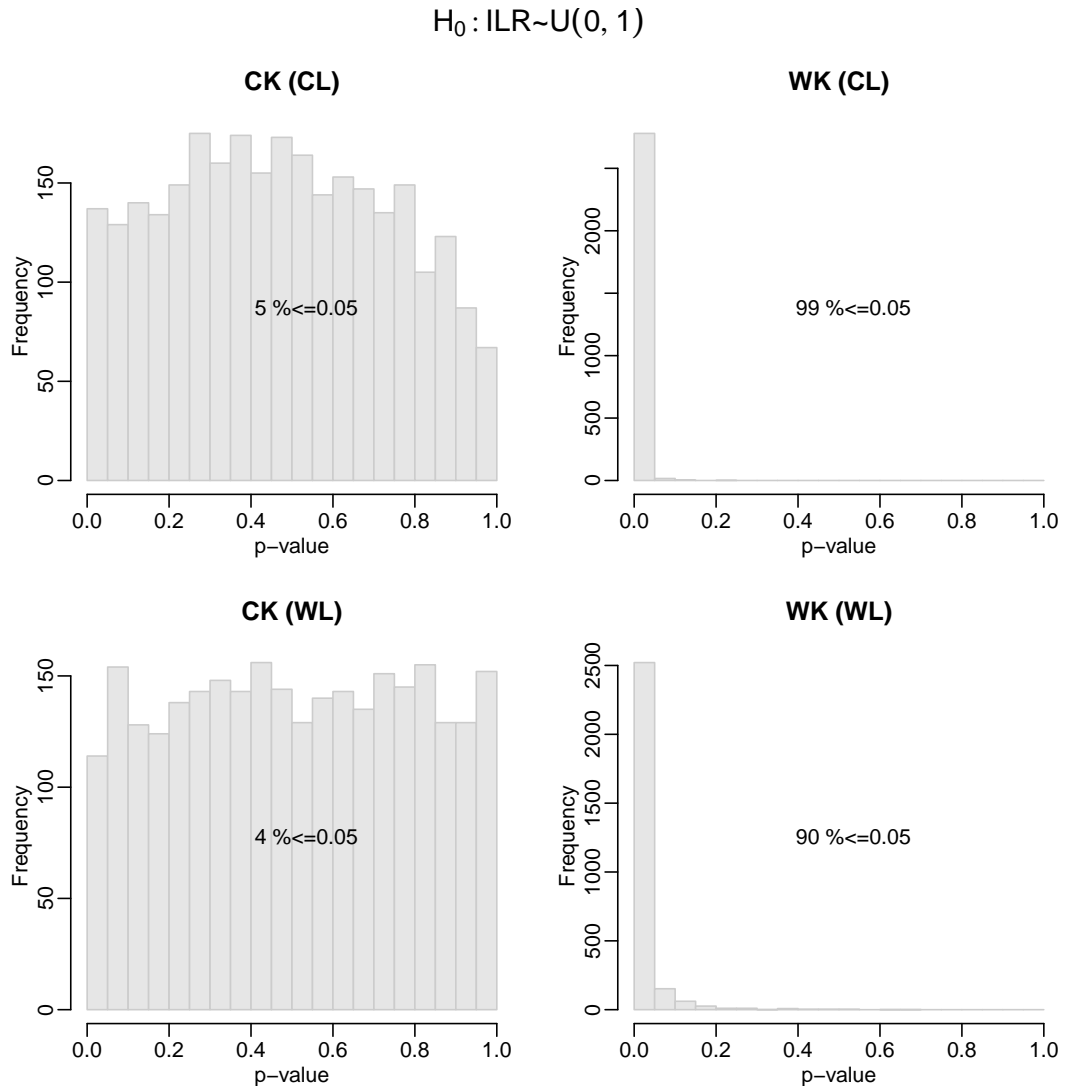 H0 : ILR~U(0, 1)
CK (CL)
Frequency
0 50 100 150
5 %<=0.05
0.0 0.2 0.4 0.6 0.8 1.0
p−value
WK (CL)
Frequency
0 500 1000 2000
99 %<=0.05
0.0 0.2 0.4 0.6 0.8 1.0
p−value
CK (WL)
Frequency
0 50 100 150
4 %<=0.05
0.0 0.2 0.4 0.6 0.8 1.0
p−value
WK (WL)
Frequency
0 500 1000 1500 2000 2500
90 %<=0.05
0.0 0.2 0.4 0.6 0.8 1.0
p−value